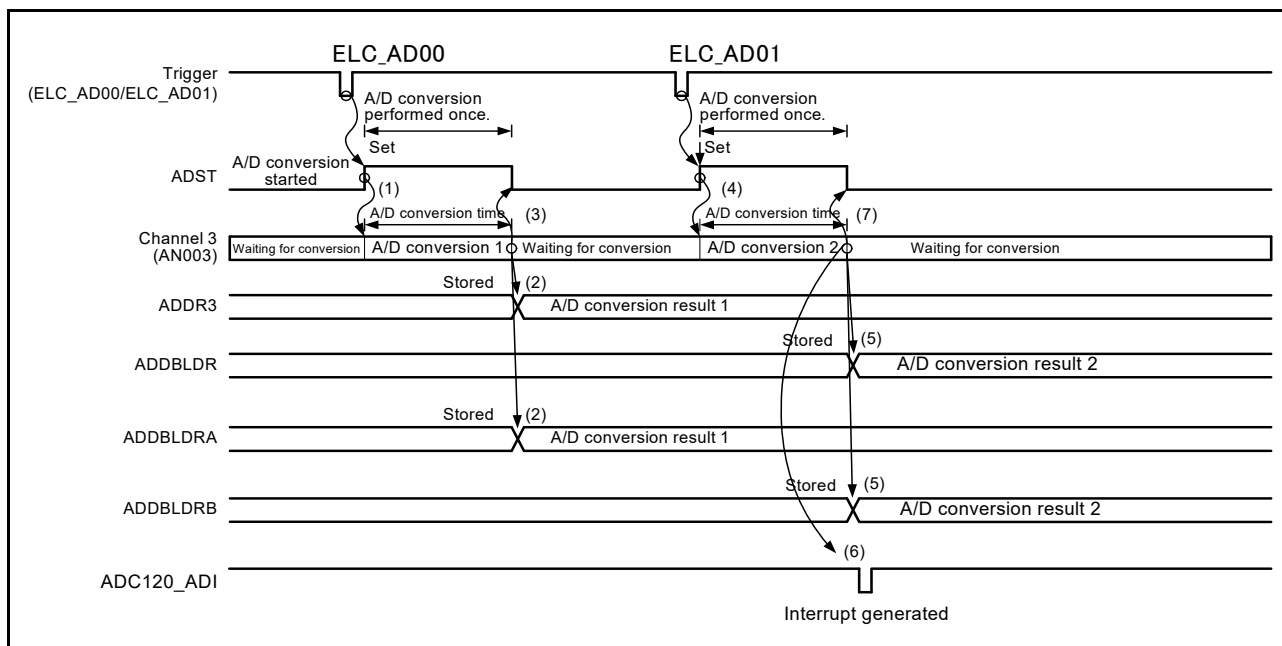 ELC_AD00
ELC_AD01
Trigger
(ELC_AD00/ELC_AD01)
A/D conversion
performed once.
A/D conversion
performed once.
Set
Set
A/D conversion
started
ADST
(1)
(4)
A/D conversion time
(3)
A/D conversion time
(7)
Channel 3
(AN003)
Waiting for conversion
A/D conversion 1
Waiting for conversion
A/D conversion 2
Waiting for conversion
Stored
(2)
ADDR3
A/D conversion result 1
Stored
(5)
ADDBLDR
A/D conversion result 2
Stored
(2)
ADDBLDRA
A/D conversion result 1
Stored
(5)
ADDBLDRB
A/D conversion result 2
(6)
ADC120_ADI
Interrupt generated